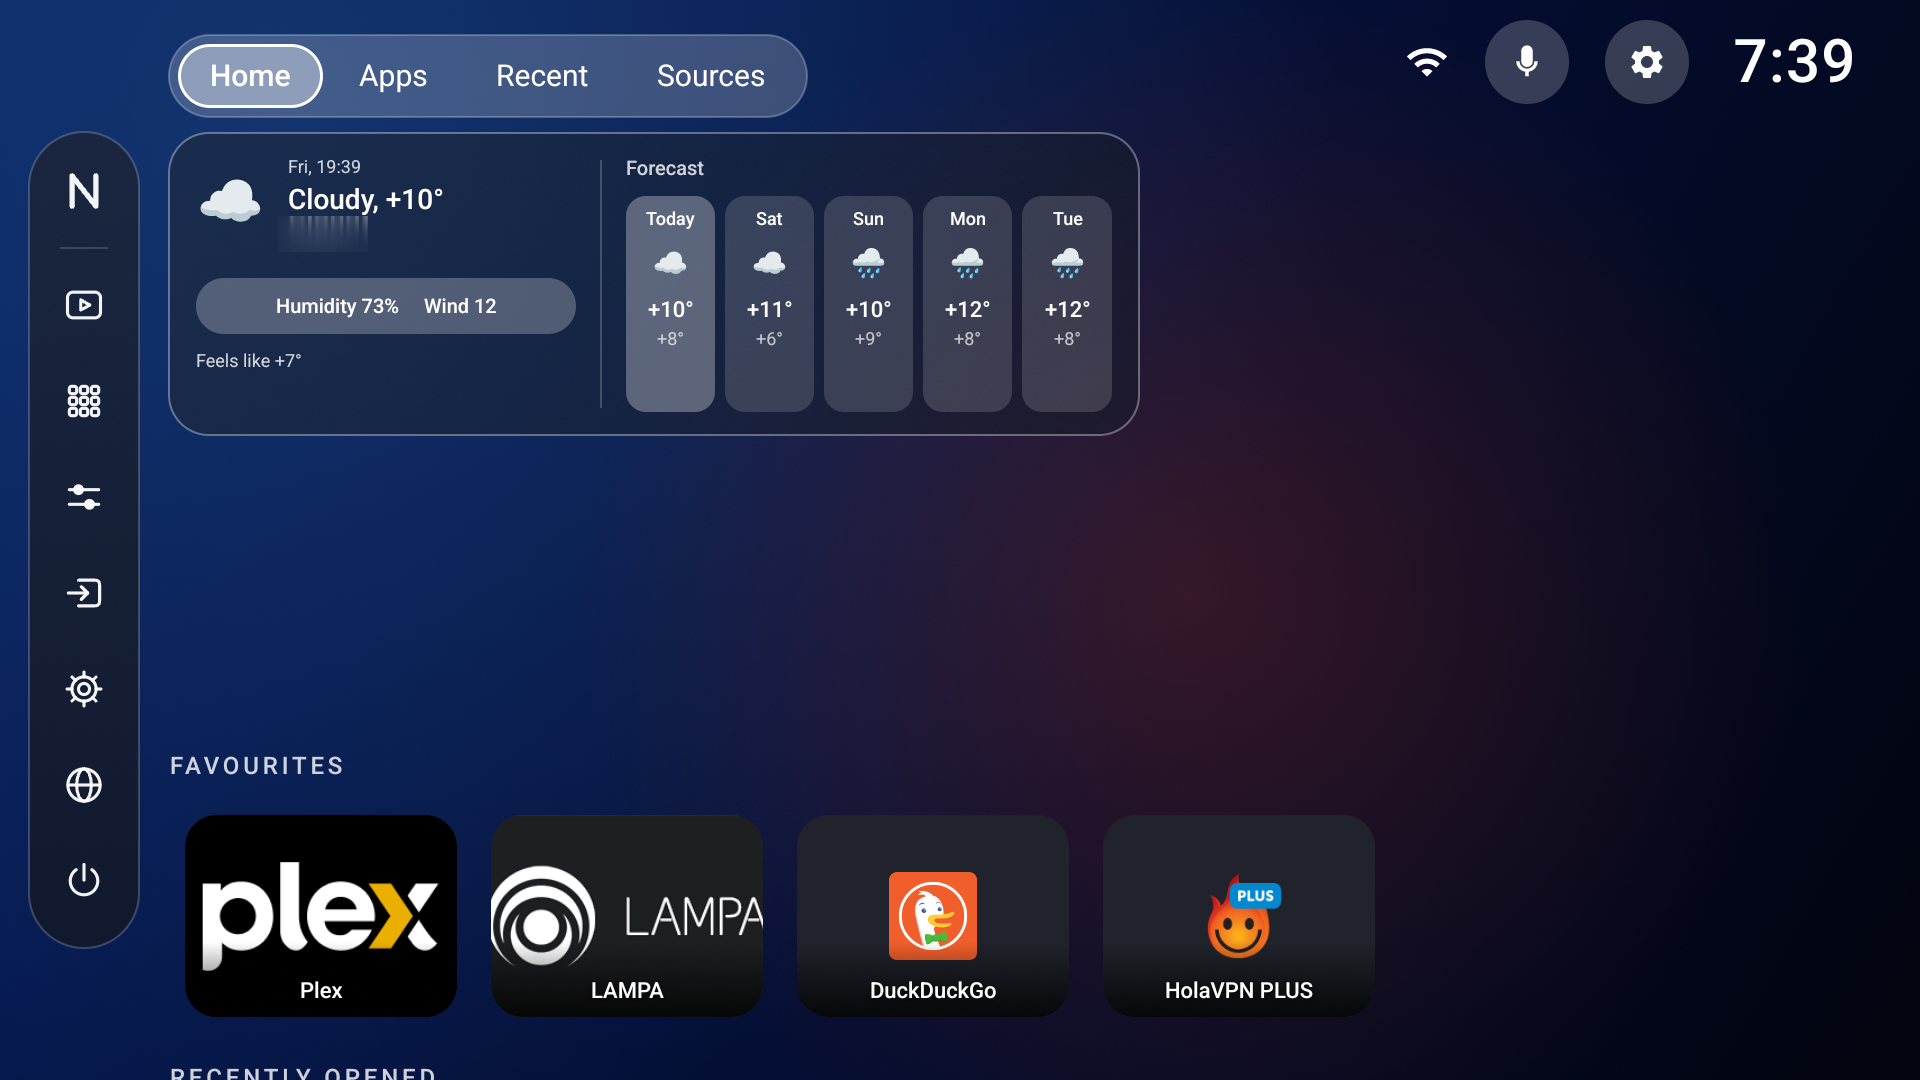 Home
Apps
Recent
Sources
7:39
N
Fri, 19:39
Cloudy, +10°
Humidity 73% Wind 12
Feels like +7°
Forecast
Today
+10°
+8°
Sat
+11°
+6°
Sun
+10°
+9°
Mon
+12°
+8°
Tue
+12°
+8°
FAVOURITES
plex
Plex
LAMPA
LAMPA
DuckDuckGo
PLUS
HolaVPN PLUS
RECENTLY OPENED